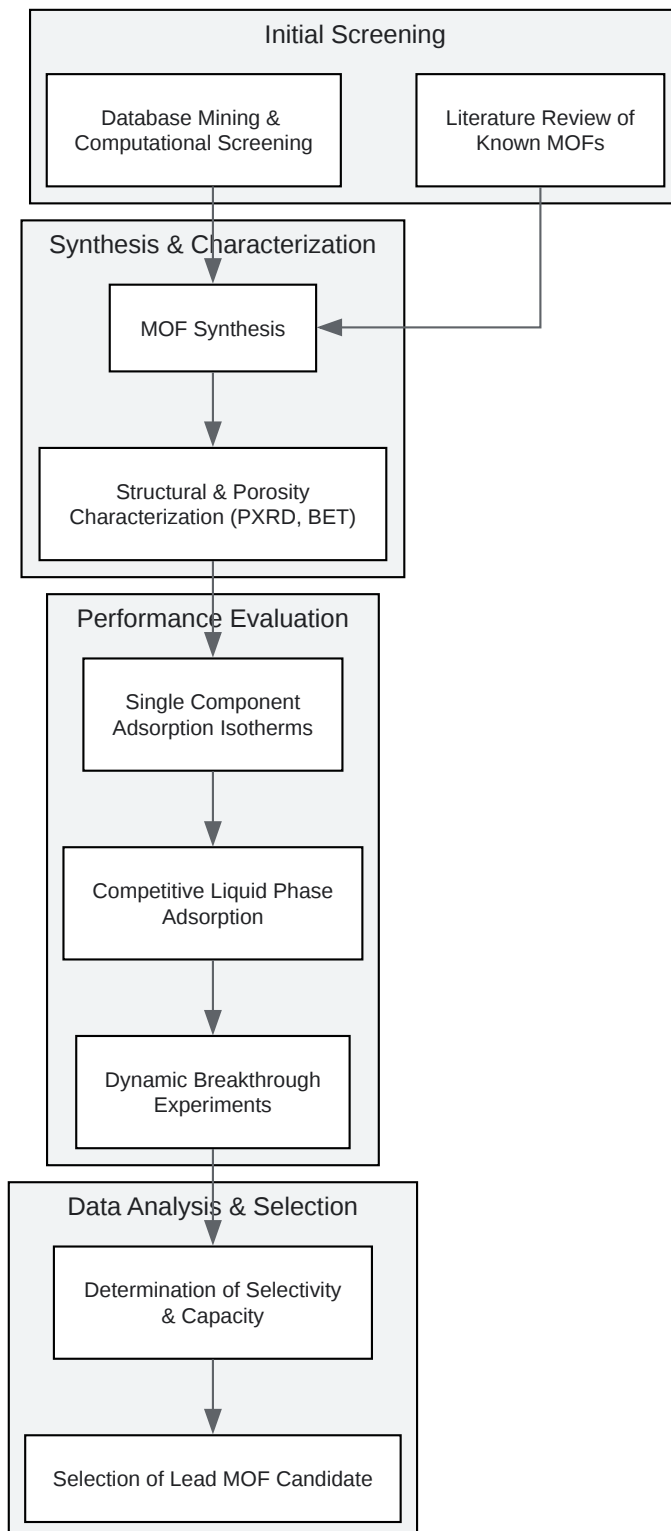 Initial Screening
Database Mining &
Computational Screening
Literature Review of
Known MOFs
Synthesis & Characterization
MOF Synthesis
Structural & Porosity
Characterization (PXRD, BET)
Performance Evaluation
Single Component
Adsorption Isotherms
Competitive Liquid Phase
Adsorption
Dynamic Breakthrough
Experiments
Data Analysis & Selection
Determination of Selectivity
& Capacity
Selection of Lead MOF Candidate